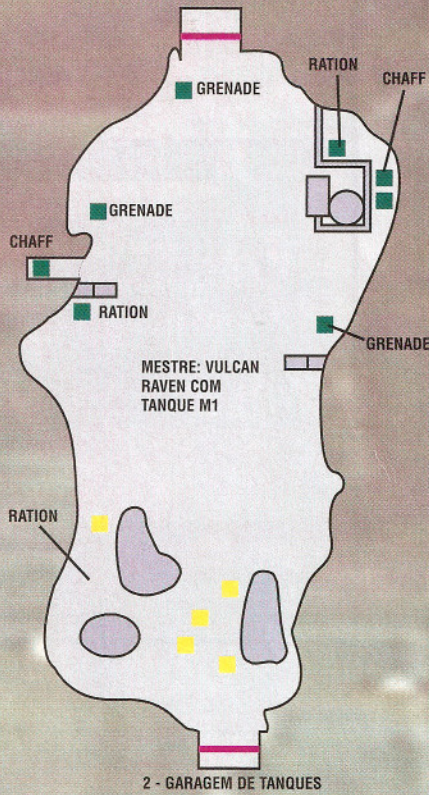 RATION
CHAFF
GRENADE
GRENADE
CHAFF
RATION
GRENADE
MESTRE: VULCAN
RAVEN COM
TANQUE M1
RATION
2 - GARAGEM DE TANQUES